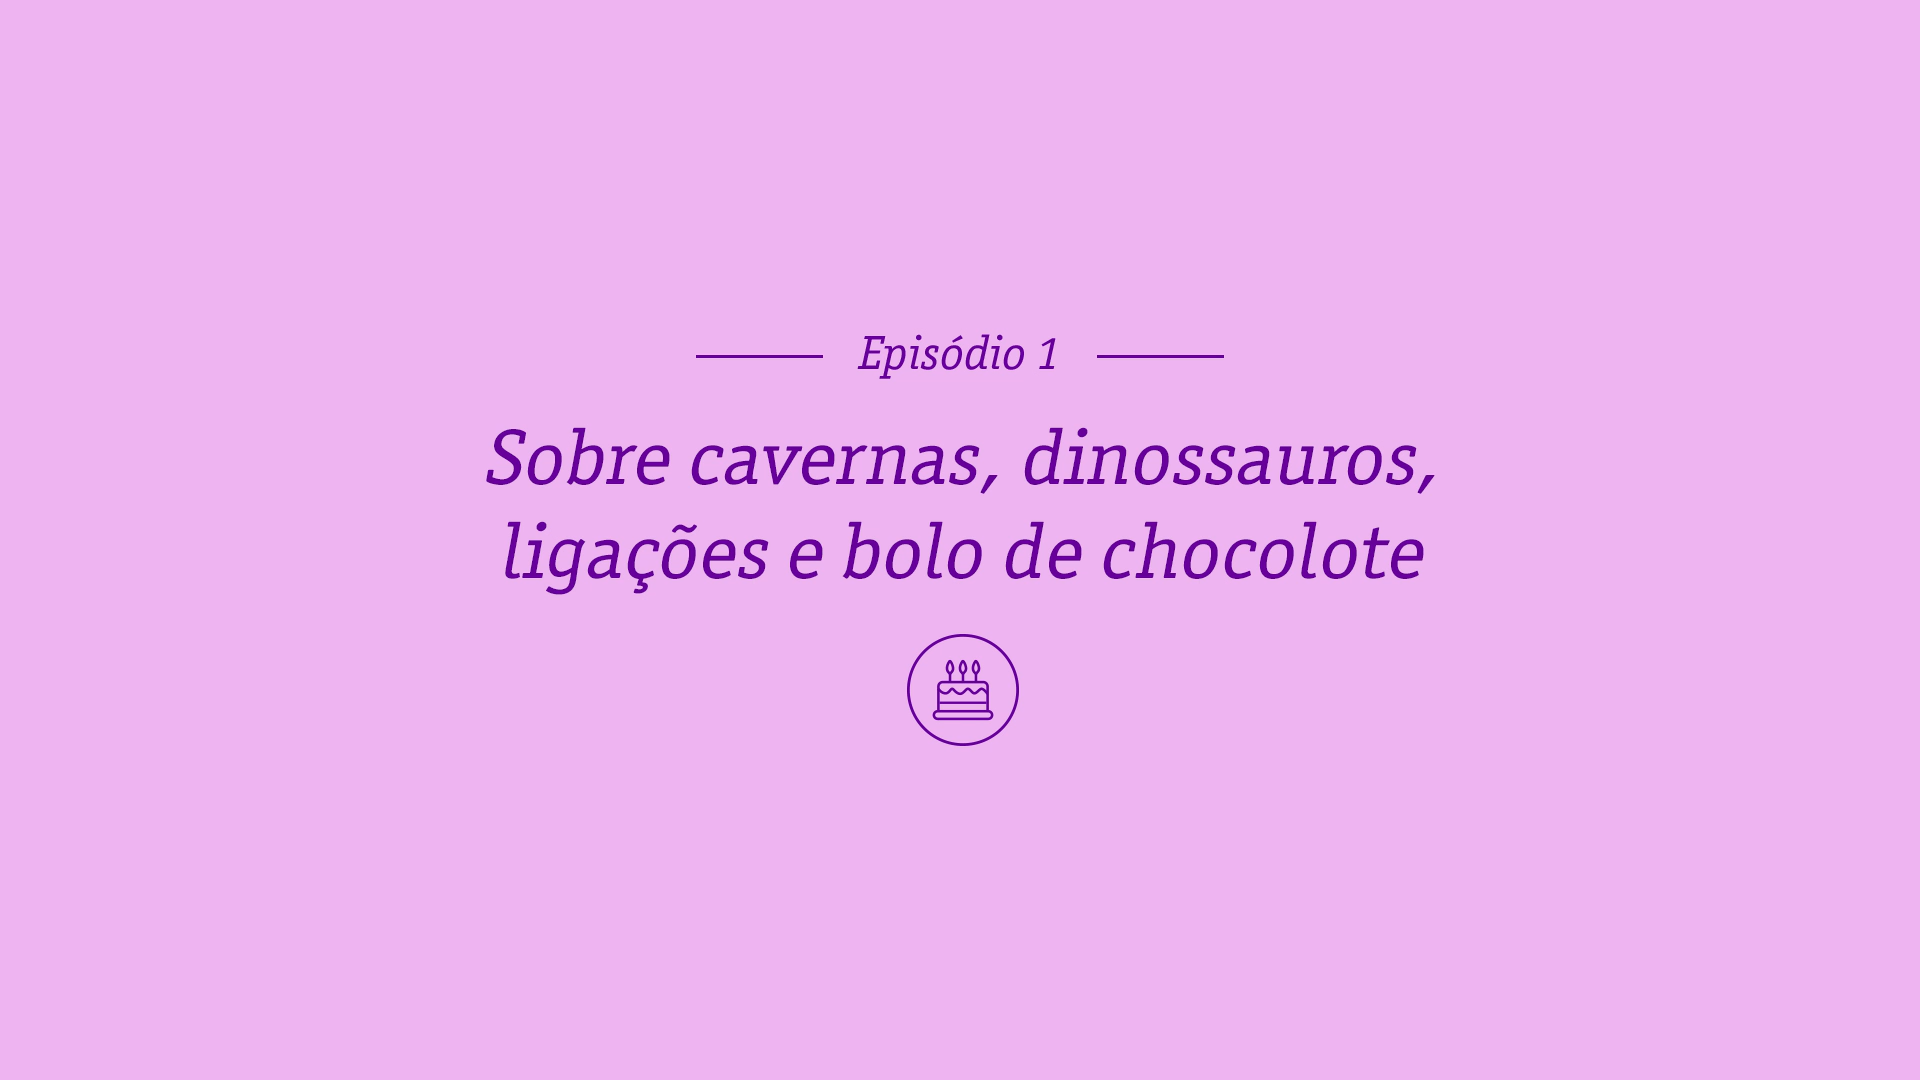 Episódio 1
Sobre cavernas, dinossauros,
ligações e bolo de chocolote